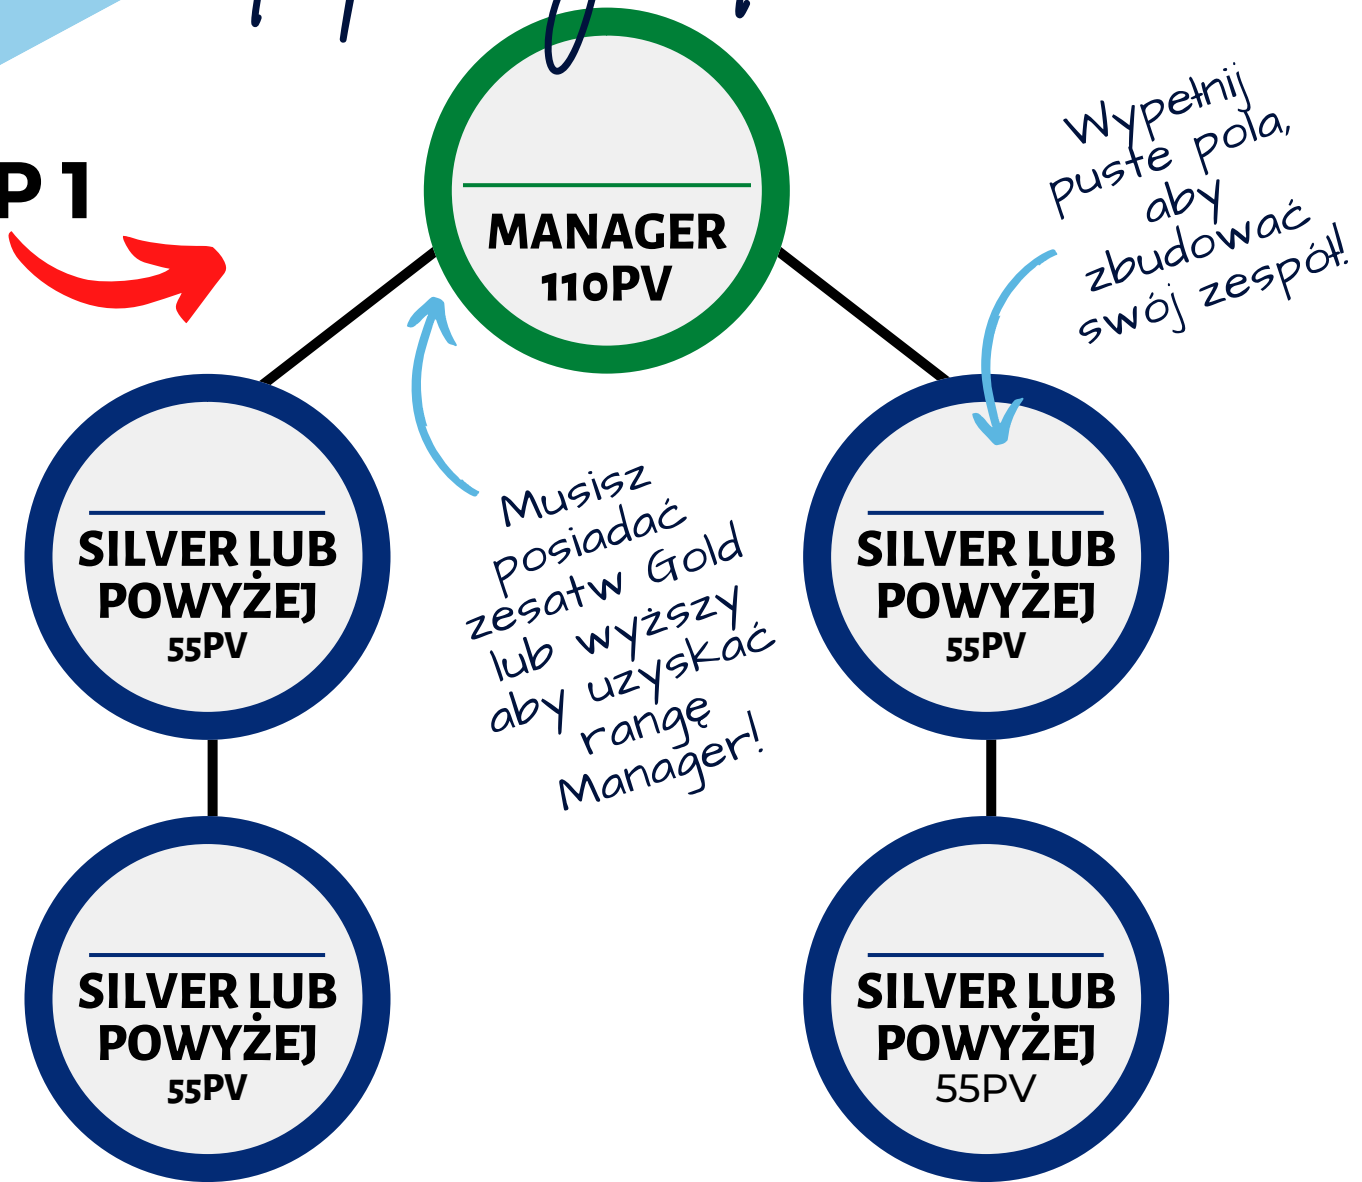 P 1
MANAGER
110PV
Wypełnij
puste pola,
aby
zbudować
swój zespół!
SILVER LUB
POWYŻEJ
55PV
Musisz
posiadać
zesatw Gold
lub wyższy
aby uzyskać
rangę
Manager!
SILVER LUB
POWYŻEJ
55PV
SILVER LUB
POWYŻEJ
55PV
SILVER LUB
POWYŻEJ
55PV